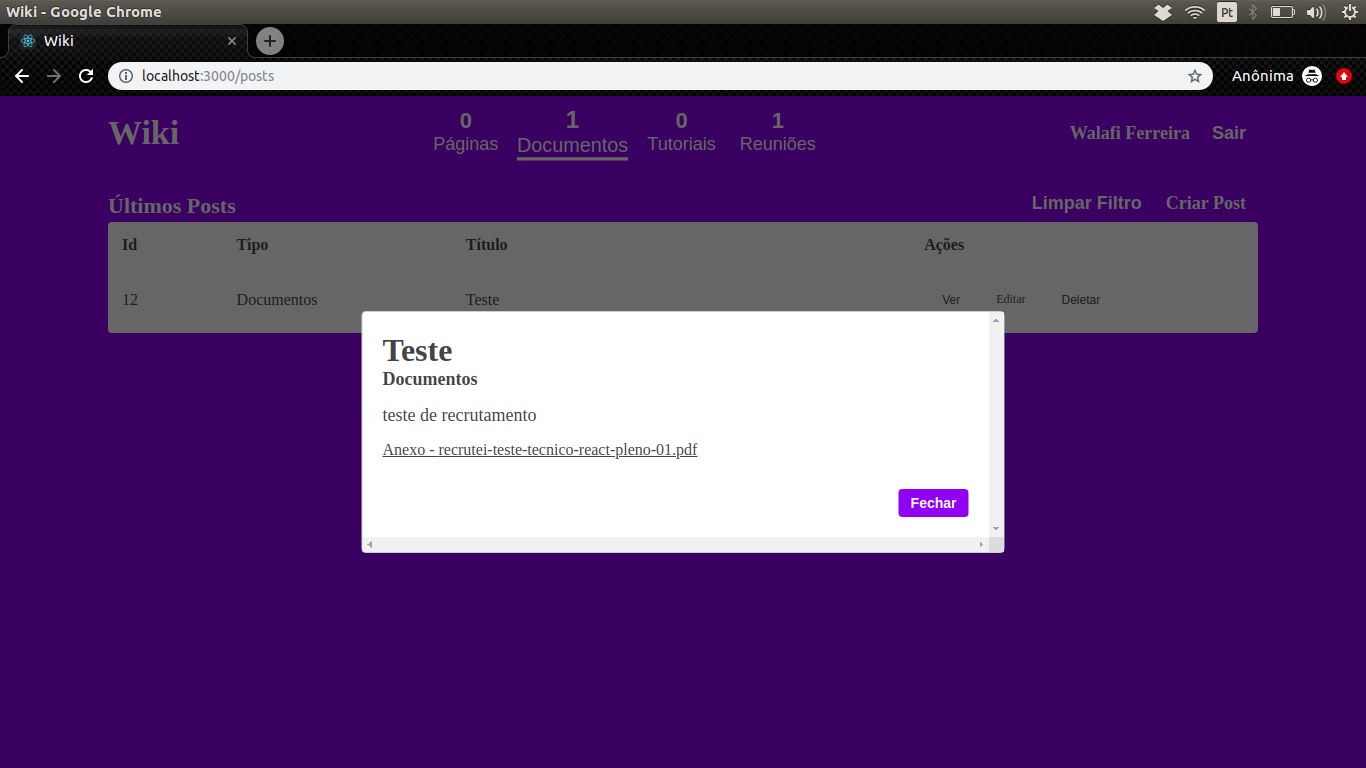 Wiki - Google Chrome
Pt
Wiki
localhost:3000/posts
Anônima
Wiki
0 1 0 1
Páginas Documentos Tutoriais Reuniões
Walafi Ferreira Sair
Últimos Posts
Limpar Filtro Criar Post
Id Tipo Título Ações
12 Documentos Teste Ver Editar Deletar
Teste
Documentos
teste de recrutamento
Anexo - recrutei-teste-tecnico-react-pleno-01.pdf
Fechar